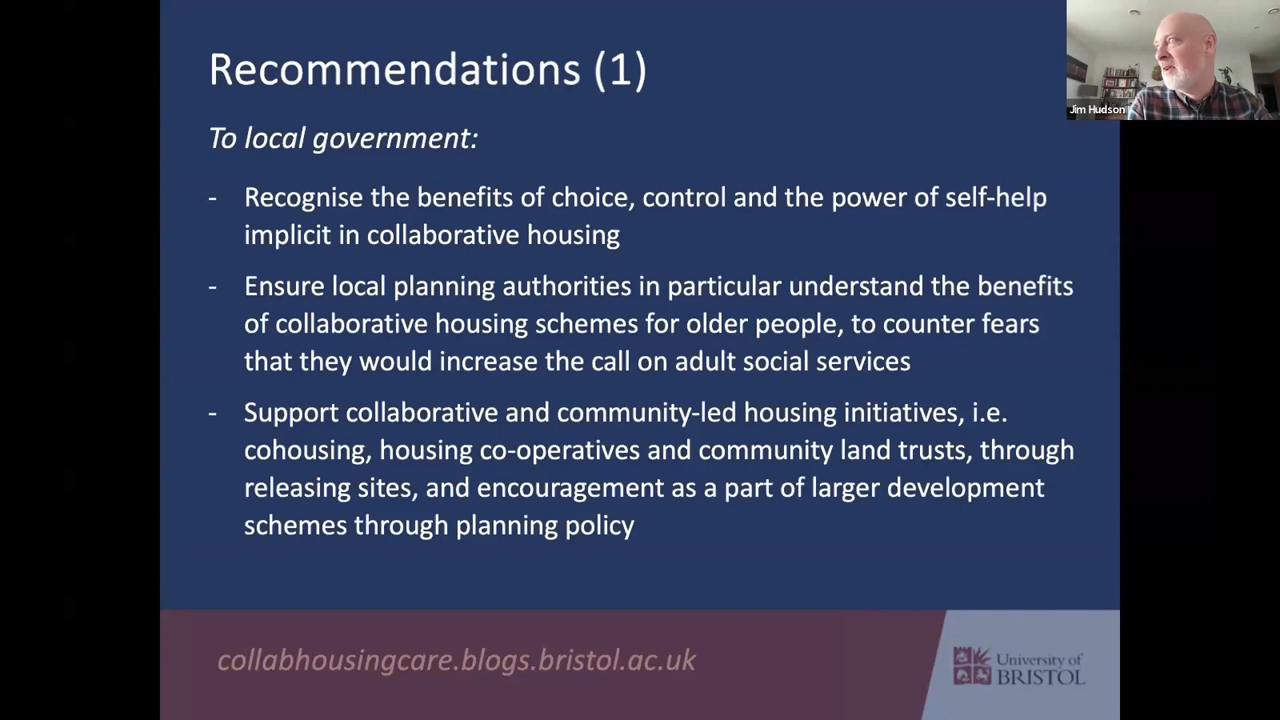 Recommendations (1)
Jim Hudson
To local government:
- Recognise the benefits of choice, control and the power of self-help
implicit in collaborative housing
- Ensure local planning authorities in particular understand the benefits
of collaborative housing schemes for older people, to counter fears
that they would increase the call on adult social services
- Support collaborative and community-led housing initiatives, i.e.
cohousing, housing co-operatives and community land trusts, through
releasing sites, and encouragement as a part of larger development
schemes through planning policy
collabhousingcare.blogs.bristol.ac.uk
University of
BRISTOL